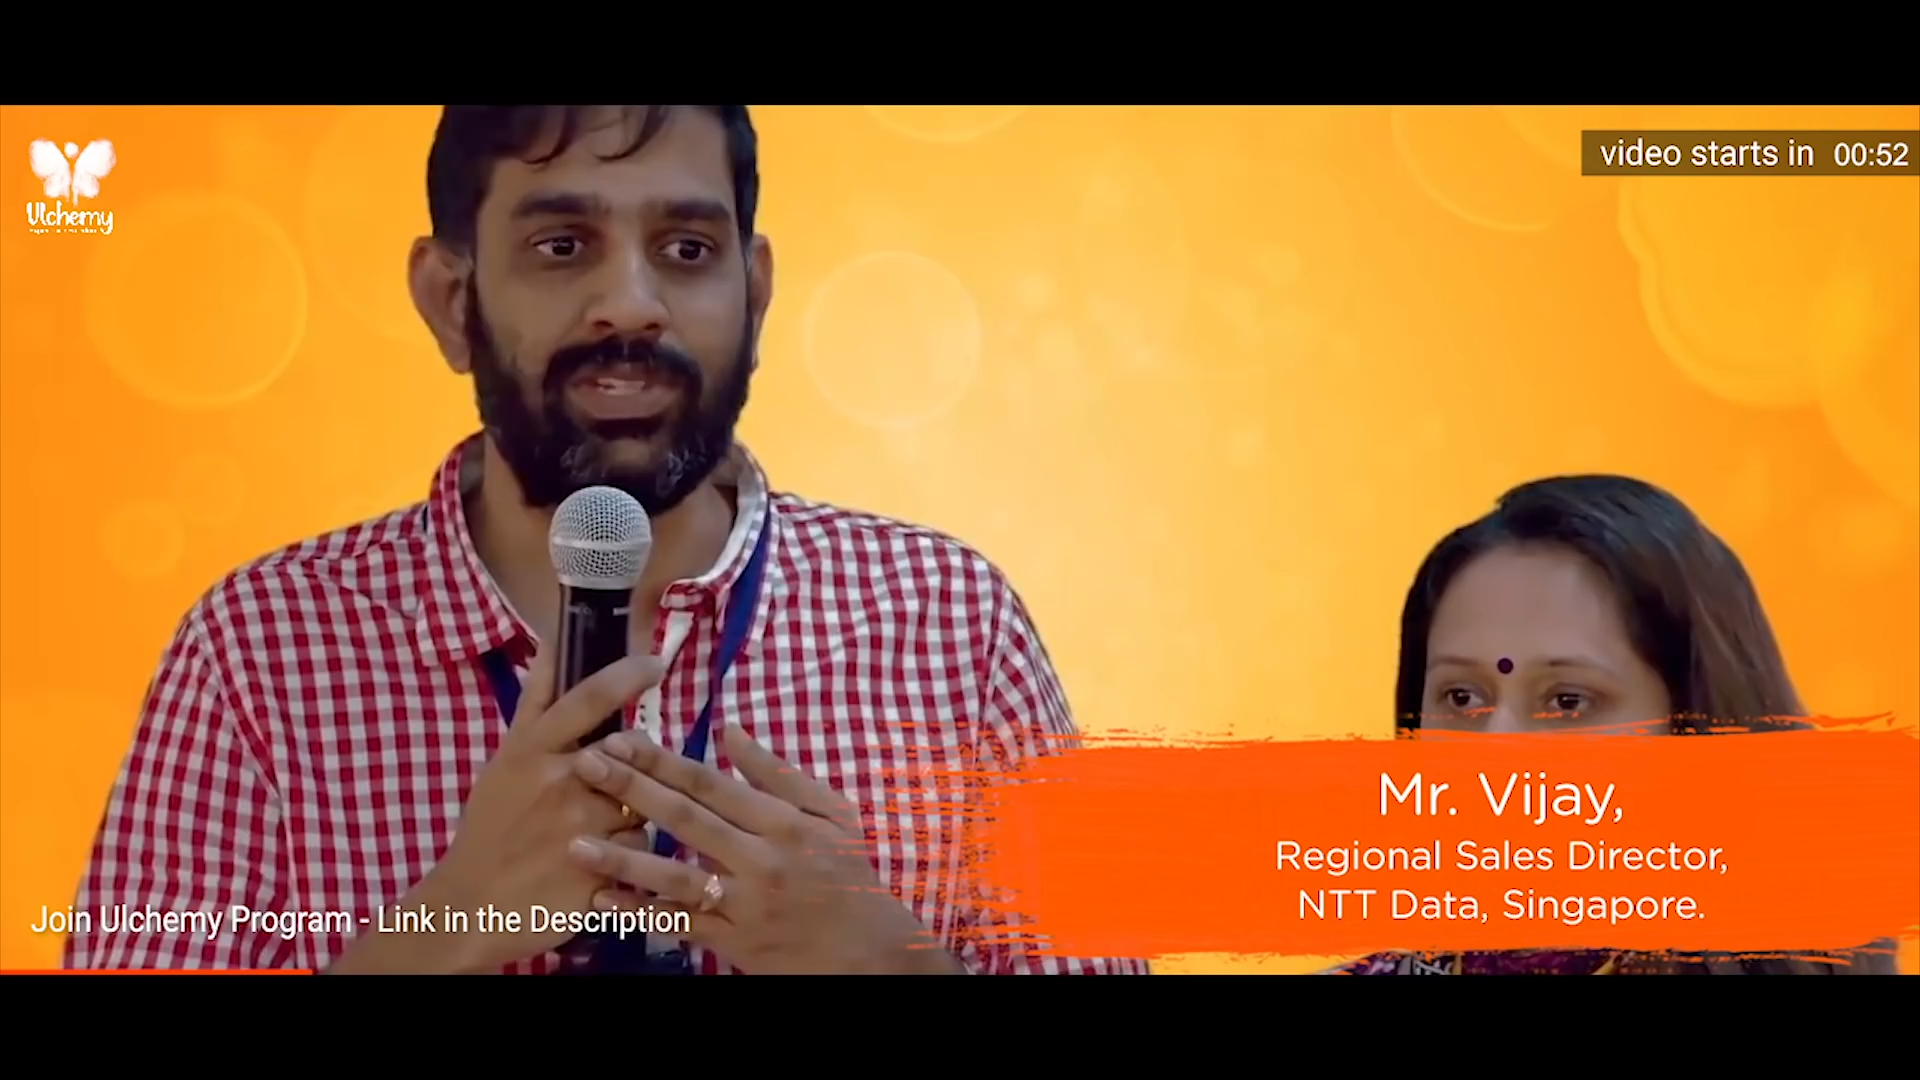 Ulchemy
video starts in 00:52
Mr. Vijay,
Regional Sales Director,
NTT Data, Singapore.
Join Ulchemy Program - Link in the Description